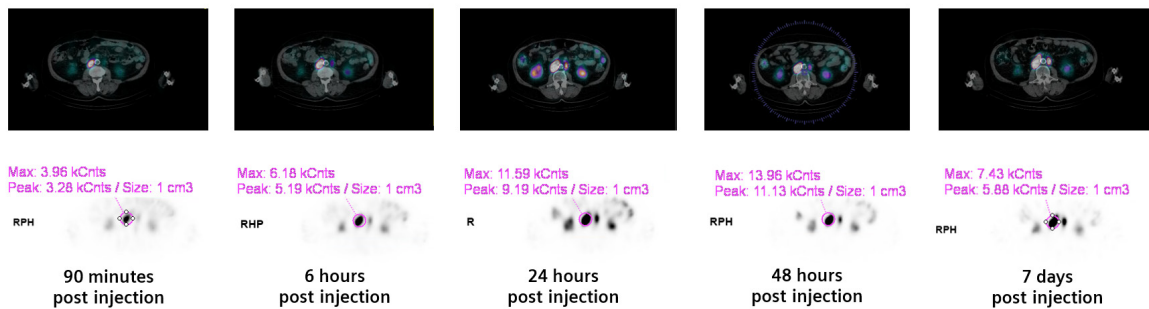 Max: 3.96 kCnts
Peak: 3.28 kCnts / Size: 1 cm3
RPH
90 minutes
post injection
Max: 6.18 kCnts
Peak: 5.19 kCnts / Size: 1 cm3
RHP
6 hours
post injection
Max: 11.59 kCnts
Peak: 9.19 kCnts / Size: 1 cm3
R
24 hours
post injection
Max: 13.96 kCnts
Peak: 11.13 kCnts / Size: 1 cm3
RPH
48 hours
post injection
Max: 7.43 kCnts
Peak: 5.88 kCnts / Size: 1 cm3
RPH
7 days
post injection